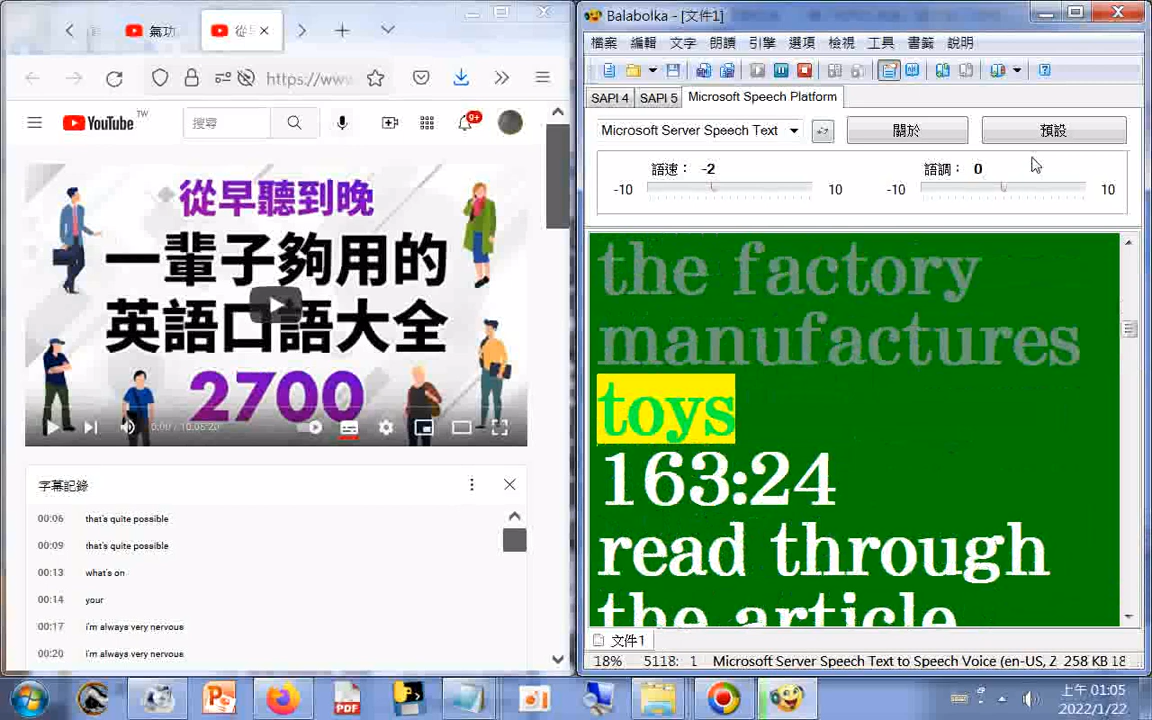 氣功
從
https://www
YouTube TW
搜尋
9+
從早聽到晚
一輩子夠用的
英語口語大全
2700
0:00 / 10:05:20
字幕記錄
00:06 that's quite possible
00:09 that's quite possible
00:13 what's on
00:14 your
00:17 i'm always very nervous
00:20 i'm always very nervous
Balabolka - [文件1]
檔案 編輯 文字 朗讀 引擎 選項 檢視 工具 書籤 說明
SAPI 4 SAPI 5 Microsoft Speech Platform
Microsoft Server Speech Text 關於 預設
語速： -2 語調： 0
-10 10 -10 10
the factory
manufactures
toys
163:24
read through
the article
文件1
18% 5118: 1 Microsoft Server Speech Text to Speech Voice (en-US, Z 258 KB 18
PDF
上午 01:05
2022/1/22